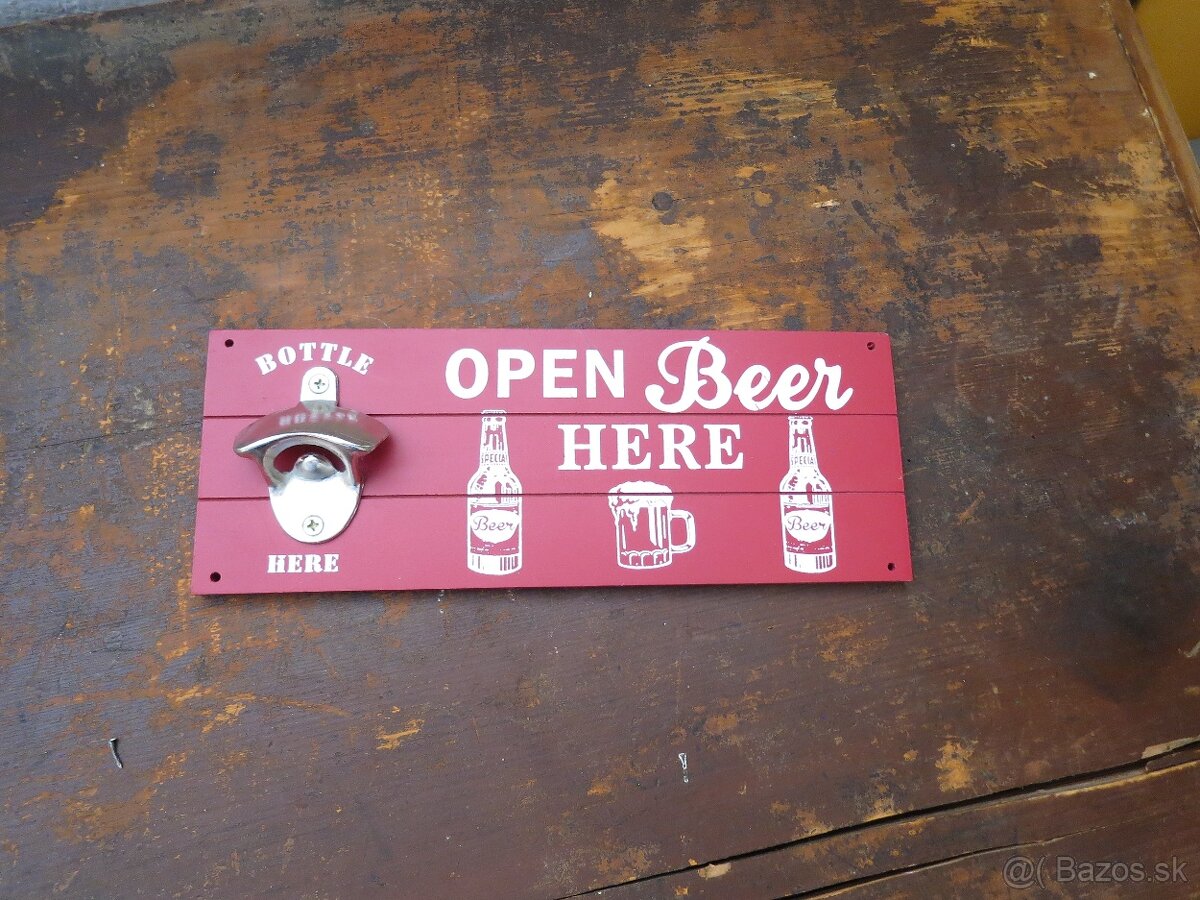 BOTTLE
HERE
OPEN Beer
HERE
SPECIAL
Beer
SPECIAL
Beer
@( Bazos.sk